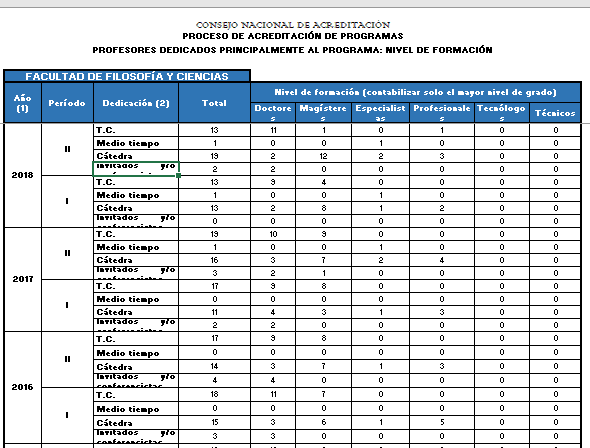 CONSEJO NACIONAL DE ACREDITACIÓN
PROCESO DE ACREDITACIÓN DE PROGRAMAS
PROFESORES DEDICADOS PRINCIPALMENTE AL PROGRAMA: NIVEL DE FORMACIÓN
FACULTAD DE FILOSOFÍA Y CIENCIAS
Año (1) Período Dedicación (2) Total Nivel de formación (contabilizar solo el mayor nivel de grado)
Doctores Magísteres Especialistas Profesionales Tecnólogos Técnicos
2018 II T.C. 13 11 1 0 1 0 0
Medio tiempo 1 0 0 1 0 0 0
Cátedra 19 2 12 2 3 0 0
Invitados y/o conferencistas 2 2 0 0 0 0 0
I T.C. 13 9 4 0 0 0 0
Medio tiempo 1 0 0 1 0 0 0
Cátedra 13 2 8 1 2 0 0
Invitados y/o conferencistas 0 0 0 0 0 0 0
2017 II T.C. 19 10 9 0 0 0 0
Medio tiempo 1 0 0 1 0 0 0
Cátedra 16 3 7 2 4 0 0
Invitados y/o conferencistas 3 2 1 0 0 0 0
I T.C. 17 9 8 0 0 0 0
Medio tiempo 0 0 0 0 0 0 0
Cátedra 11 4 3 1 3 0 0
Invitados y/o conferencistas 2 2 0 0 0 0 0
2016 II T.C. 17 9 8 0 0 0 0
Medio tiempo 0 0 0 0 0 0 0
Cátedra 14 3 7 1 3 0 0
Invitados y/o conferencistas 4 4 0 0 0 0 0
I T.C. 18 11 7 0 0 0 0
Medio tiempo 0 0 0 0 0 0 0
Cátedra 15 3 6 1 5 0 0
Invitados y/o conferencistas 3 3 0 0 0 0 0